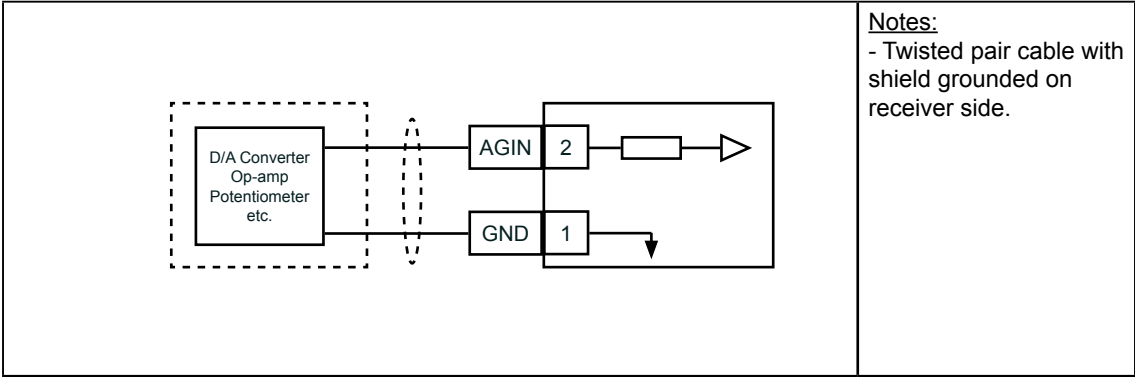 D/A Converter
Op-amp
Potentiometer
etc.
AGIN 2
GND 1
Notes:
- Twisted pair cable with
shield grounded on
receiver side.